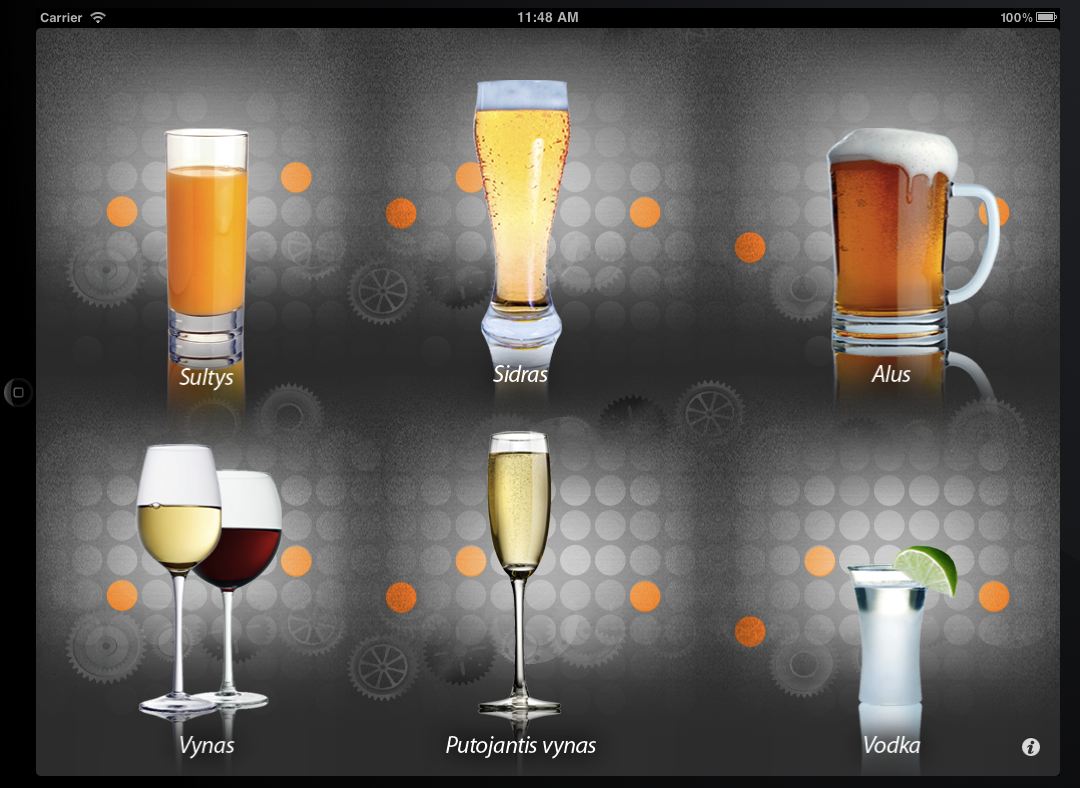 Carrier
11:48 AM
100%
Sultys
Sidras
Alus
Vynas
Putojantis vynas
Vodka
i